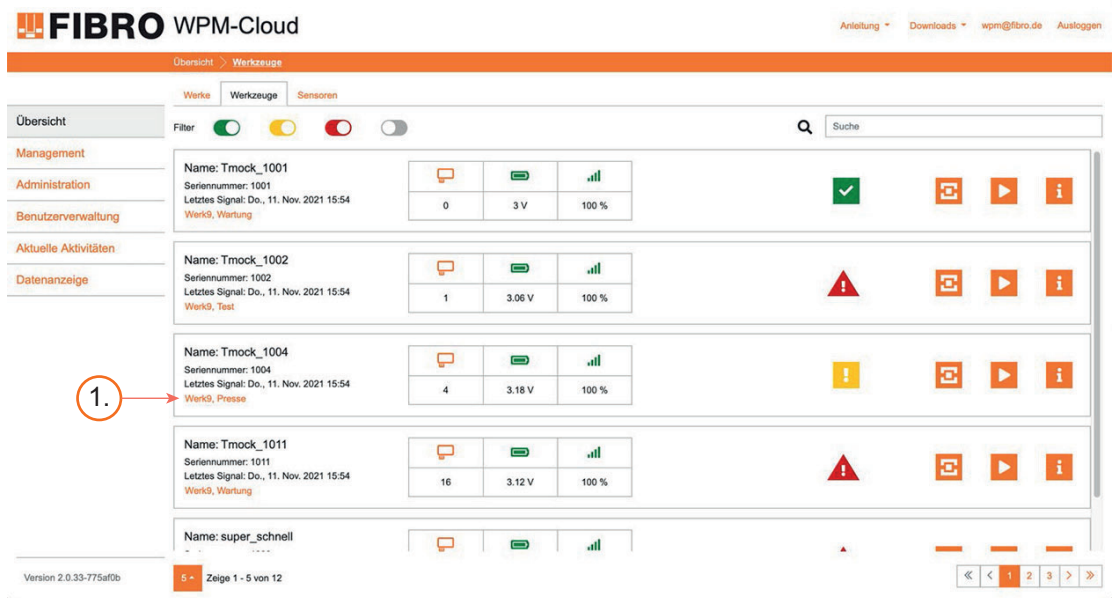 FIBRO WPM-Cloud
Anleitung Downloads wpm@fibro.de Ausloggen
Übersicht > Werkzeuge
Werke Werkzeuge Sensoren
Übersicht
Management
Administration
Benutzerverwaltung
Aktuelle Aktivitäten
Datenanzeige
Filter
Suche
Name: Tmock_1001
Seriennummer: 1001
Letztes Signal: Do., 11. Nov. 2021 15:54
Werk9, Wartung
0 3 V 100 %
Name: Tmock_1002
Seriennummer: 1002
Letztes Signal: Do., 11. Nov. 2021 15:54
Werk9, Test
1 3.06 V 100 %
Name: Tmock_1004
Seriennummer: 1004
Letztes Signal: Do., 11. Nov. 2021 15:54
Werk9, Presse
4 3.18 V 100 %
1.
Name: Tmock_1011
Seriennummer: 1011
Letztes Signal: Do., 11. Nov. 2021 15:54
Werk9, Wartung
16 3.12 V 100 %
Name: super_schnell
Version 2.0.33-775af0b
5 Zeige 1 - 5 von 12
« < 1 2 3 > »